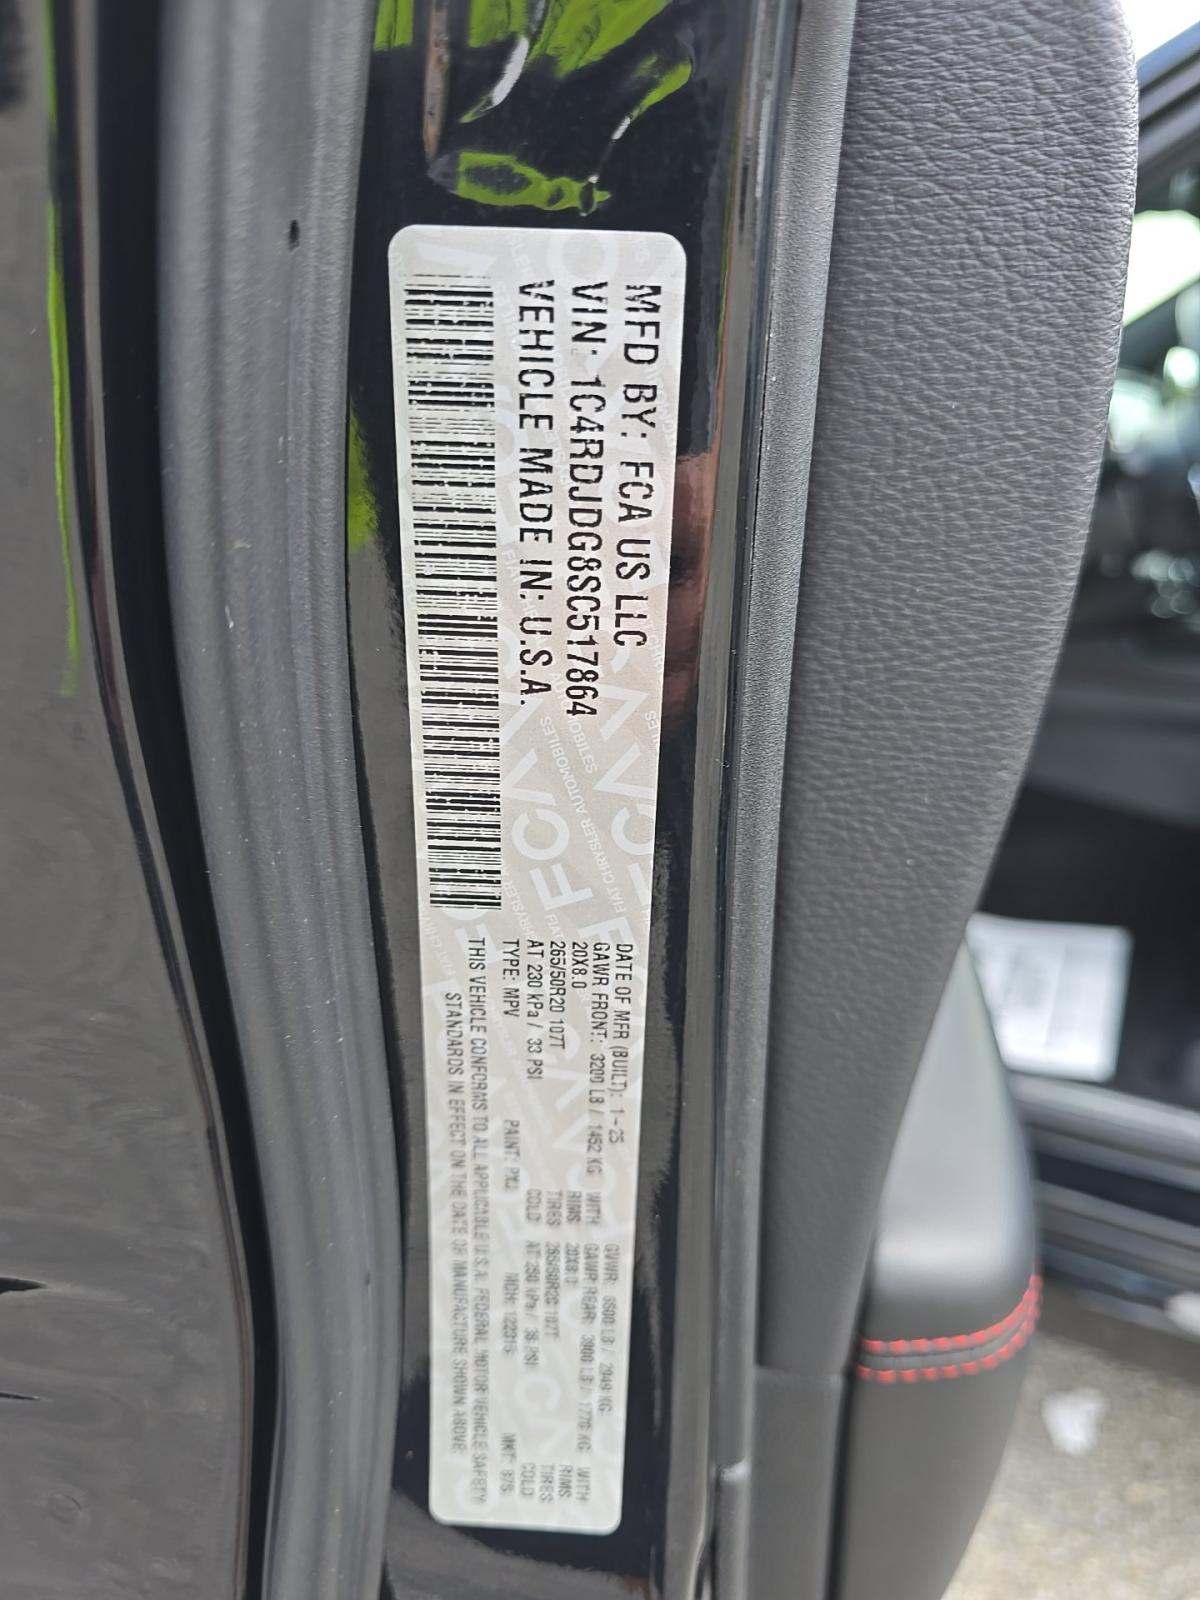 MFD BY: FCA US LLC
VIN: 1C4RDJDG8SC517864
VEHICLE MADE IN: U.S.A.
DATE OF MFR (BUILT): 1-25 GVWR: 6500 LB / 2949 KG
GAWR FRONT: 3200 LB / 1452 KG WITH GAWR REAR: 3900 LB / 1770 KG WITH
20X8.0 RIMS 20X8.0 RIMS
265/50R20 107T TIRES 265/50R20 107T TIRES
AT 230 kPa / 33 PSI COLD AT 250 kPa / 36 PSI COLD
TYPE: MPV PAINT: PXJ MDH: MKT:
THIS VEHICLE CONFORMS TO ALL APPLICABLE U.S.A. FEDERAL MOTOR VEHICLE SAFETY
STANDARDS IN EFFECT ON THE DATE OF MANUFACTURE SHOWN ABOVE.